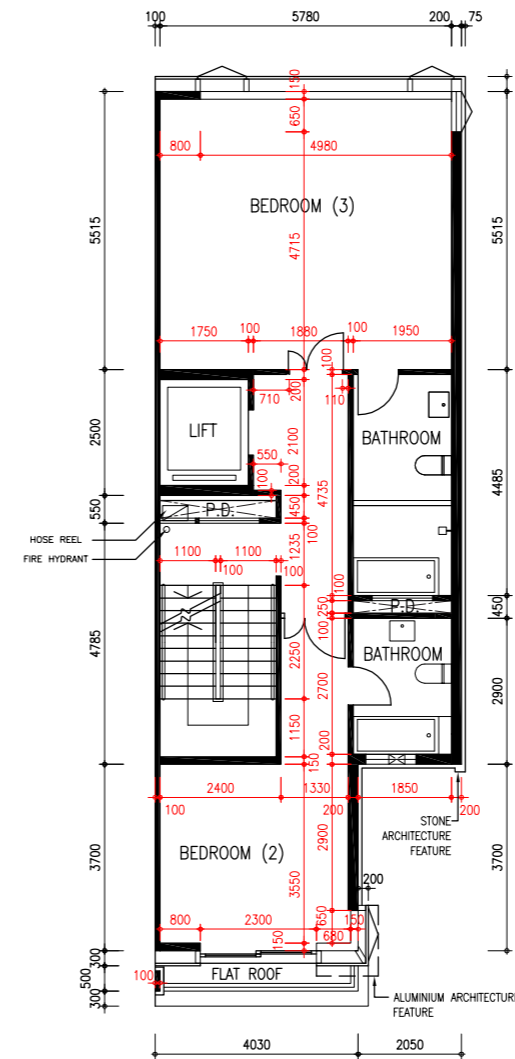 100 5780 200 75
150
650
800 4980
BEDROOM (3)
5515
4715
5515
1750 100 1880 100 1950
100
200
710
110
LIFT
BATHROOM
2500
2100
550
4735
4485
200
100
550
P.D.
450
HOSE REEL
FIRE HYDRANT
1235
100
1100 1100
100
100
100
250
P.D.
450
100
4785
2250
BATHROOM
2700
2900
1150
200
150
2400 1330 1850
100
200
200
STONE
ARCHITECTURE
FEATURE
BEDROOM (2)
2900
3700
3550
3700
200
800 2300 650 150
680
150
300
500
100
FLAT ROOF
300
ALUMINIUM ARCHITECTURE
FEATURE
4030 2050